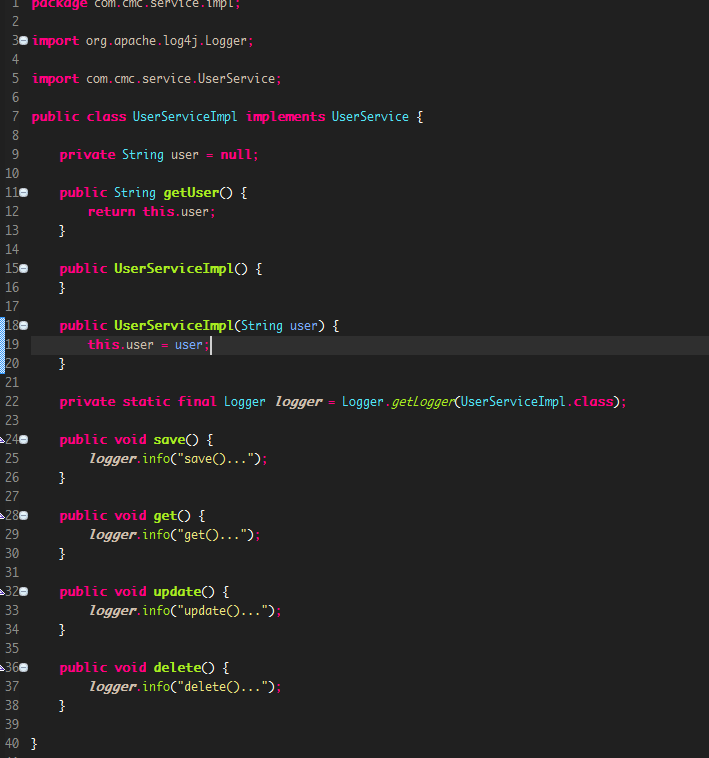 1 package com.cmc.service.impl;
2
3 import org.apache.log4j.Logger;
4
5 import com.cmc.service.UserService;
6
7 public class UserServiceImpl implements UserService {
8
9     private String user = null;
10
11     public String getUser() {
12         return this.user;
13     }
14
15     public UserServiceImpl() {
16     }
17
18     public UserServiceImpl(String user) {
19         this.user = user;
20     }
21
22     private static final Logger logger = Logger.getLogger(UserServiceImpl.class);
23
24     public void save() {
25         logger.info("save()...");
26     }
27
28     public void get() {
29         logger.info("get()...");
30     }
31
32     public void update() {
33         logger.info("update()...");
34     }
35
36     public void delete() {
37         logger.info("delete()...");
38     }
39
40 }